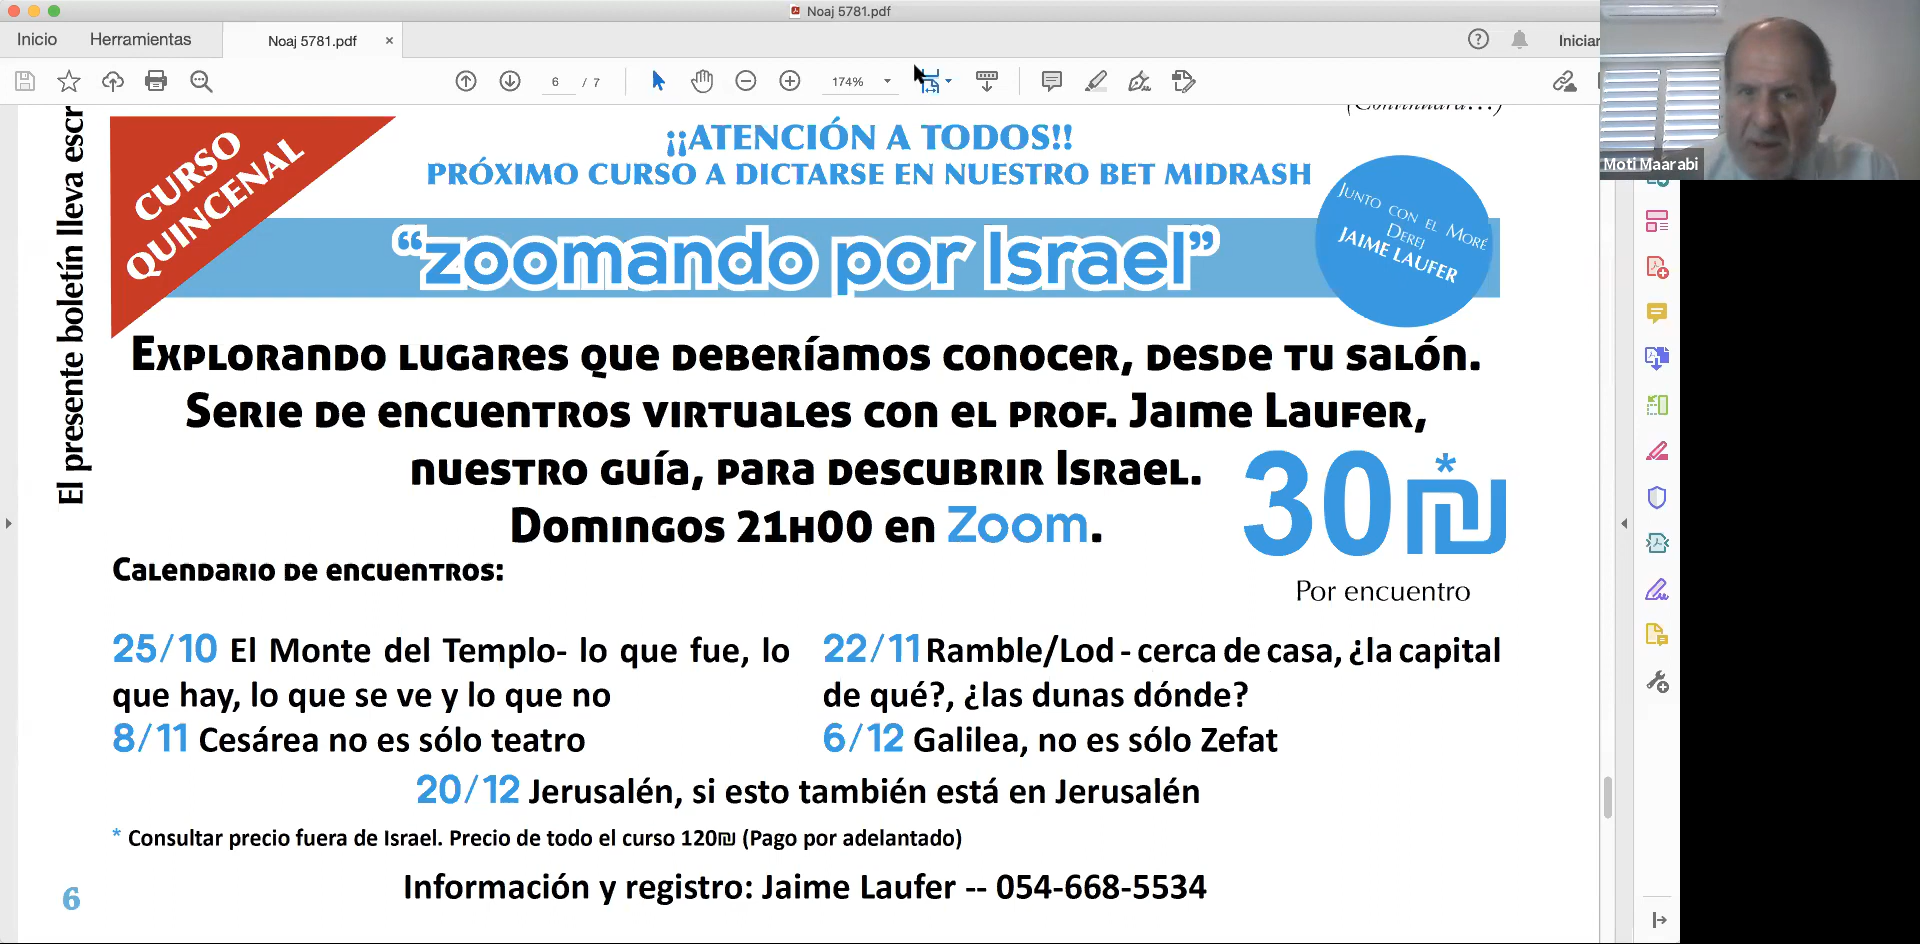 Noaj 5781.pdf
Inicio
Herramientas
Noaj 5781.pdf
×
Iniciar
6 / 7
174%
Moti Maarabi
(Continuará...)
El presente boletín lleva escr
CURSO
QUINCENAL
¡¡ATENCIÓN A TODOS!!
PRÓXIMO CURSO A DICTARSE EN NUESTRO BET MIDRASH
“zoomando por Israel”
Junto con el Moré
Derej
JAIME LAUFER
Explorando lugares que deberíamos conocer, desde tu salón.
Serie de encuentros virtuales con el prof. Jaime Laufer,
nuestro guía, para descubrir Israel.
Domingos 21h00 en Zoom.
30₪*
Por encuentro
Calendario de encuentros:
25/10 El Monte del Templo- lo que fue, lo
que hay, lo que se ve y lo que no
8/11 Cesárea no es sólo teatro
22/11 Ramble/Lod - cerca de casa, ¿la capital
de qué?, ¿las dunas dónde?
6/12 Galilea, no es sólo Zefat
20/12 Jerusalén, si esto también está en Jerusalén
* Consultar precio fuera de Israel. Precio de todo el curso 120₪ (Pago por adelantado)
Información y registro: Jaime Laufer -- 054-668-5534
6